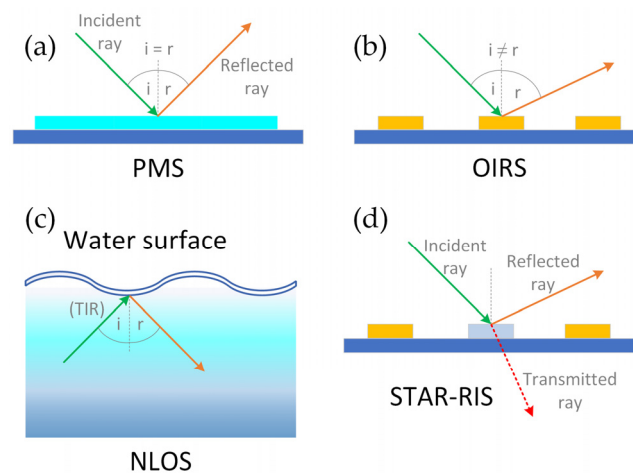 (a)
Incident
ray
i = r
i
r
Reflected
ray
PMS
(b)
i ≠ r
i
r
OIRS
(c)
Water surface
(TIR)
i
r
NLOS
(d)
Incident
ray
Reflected
ray
STAR-RIS
Transmitted
ray